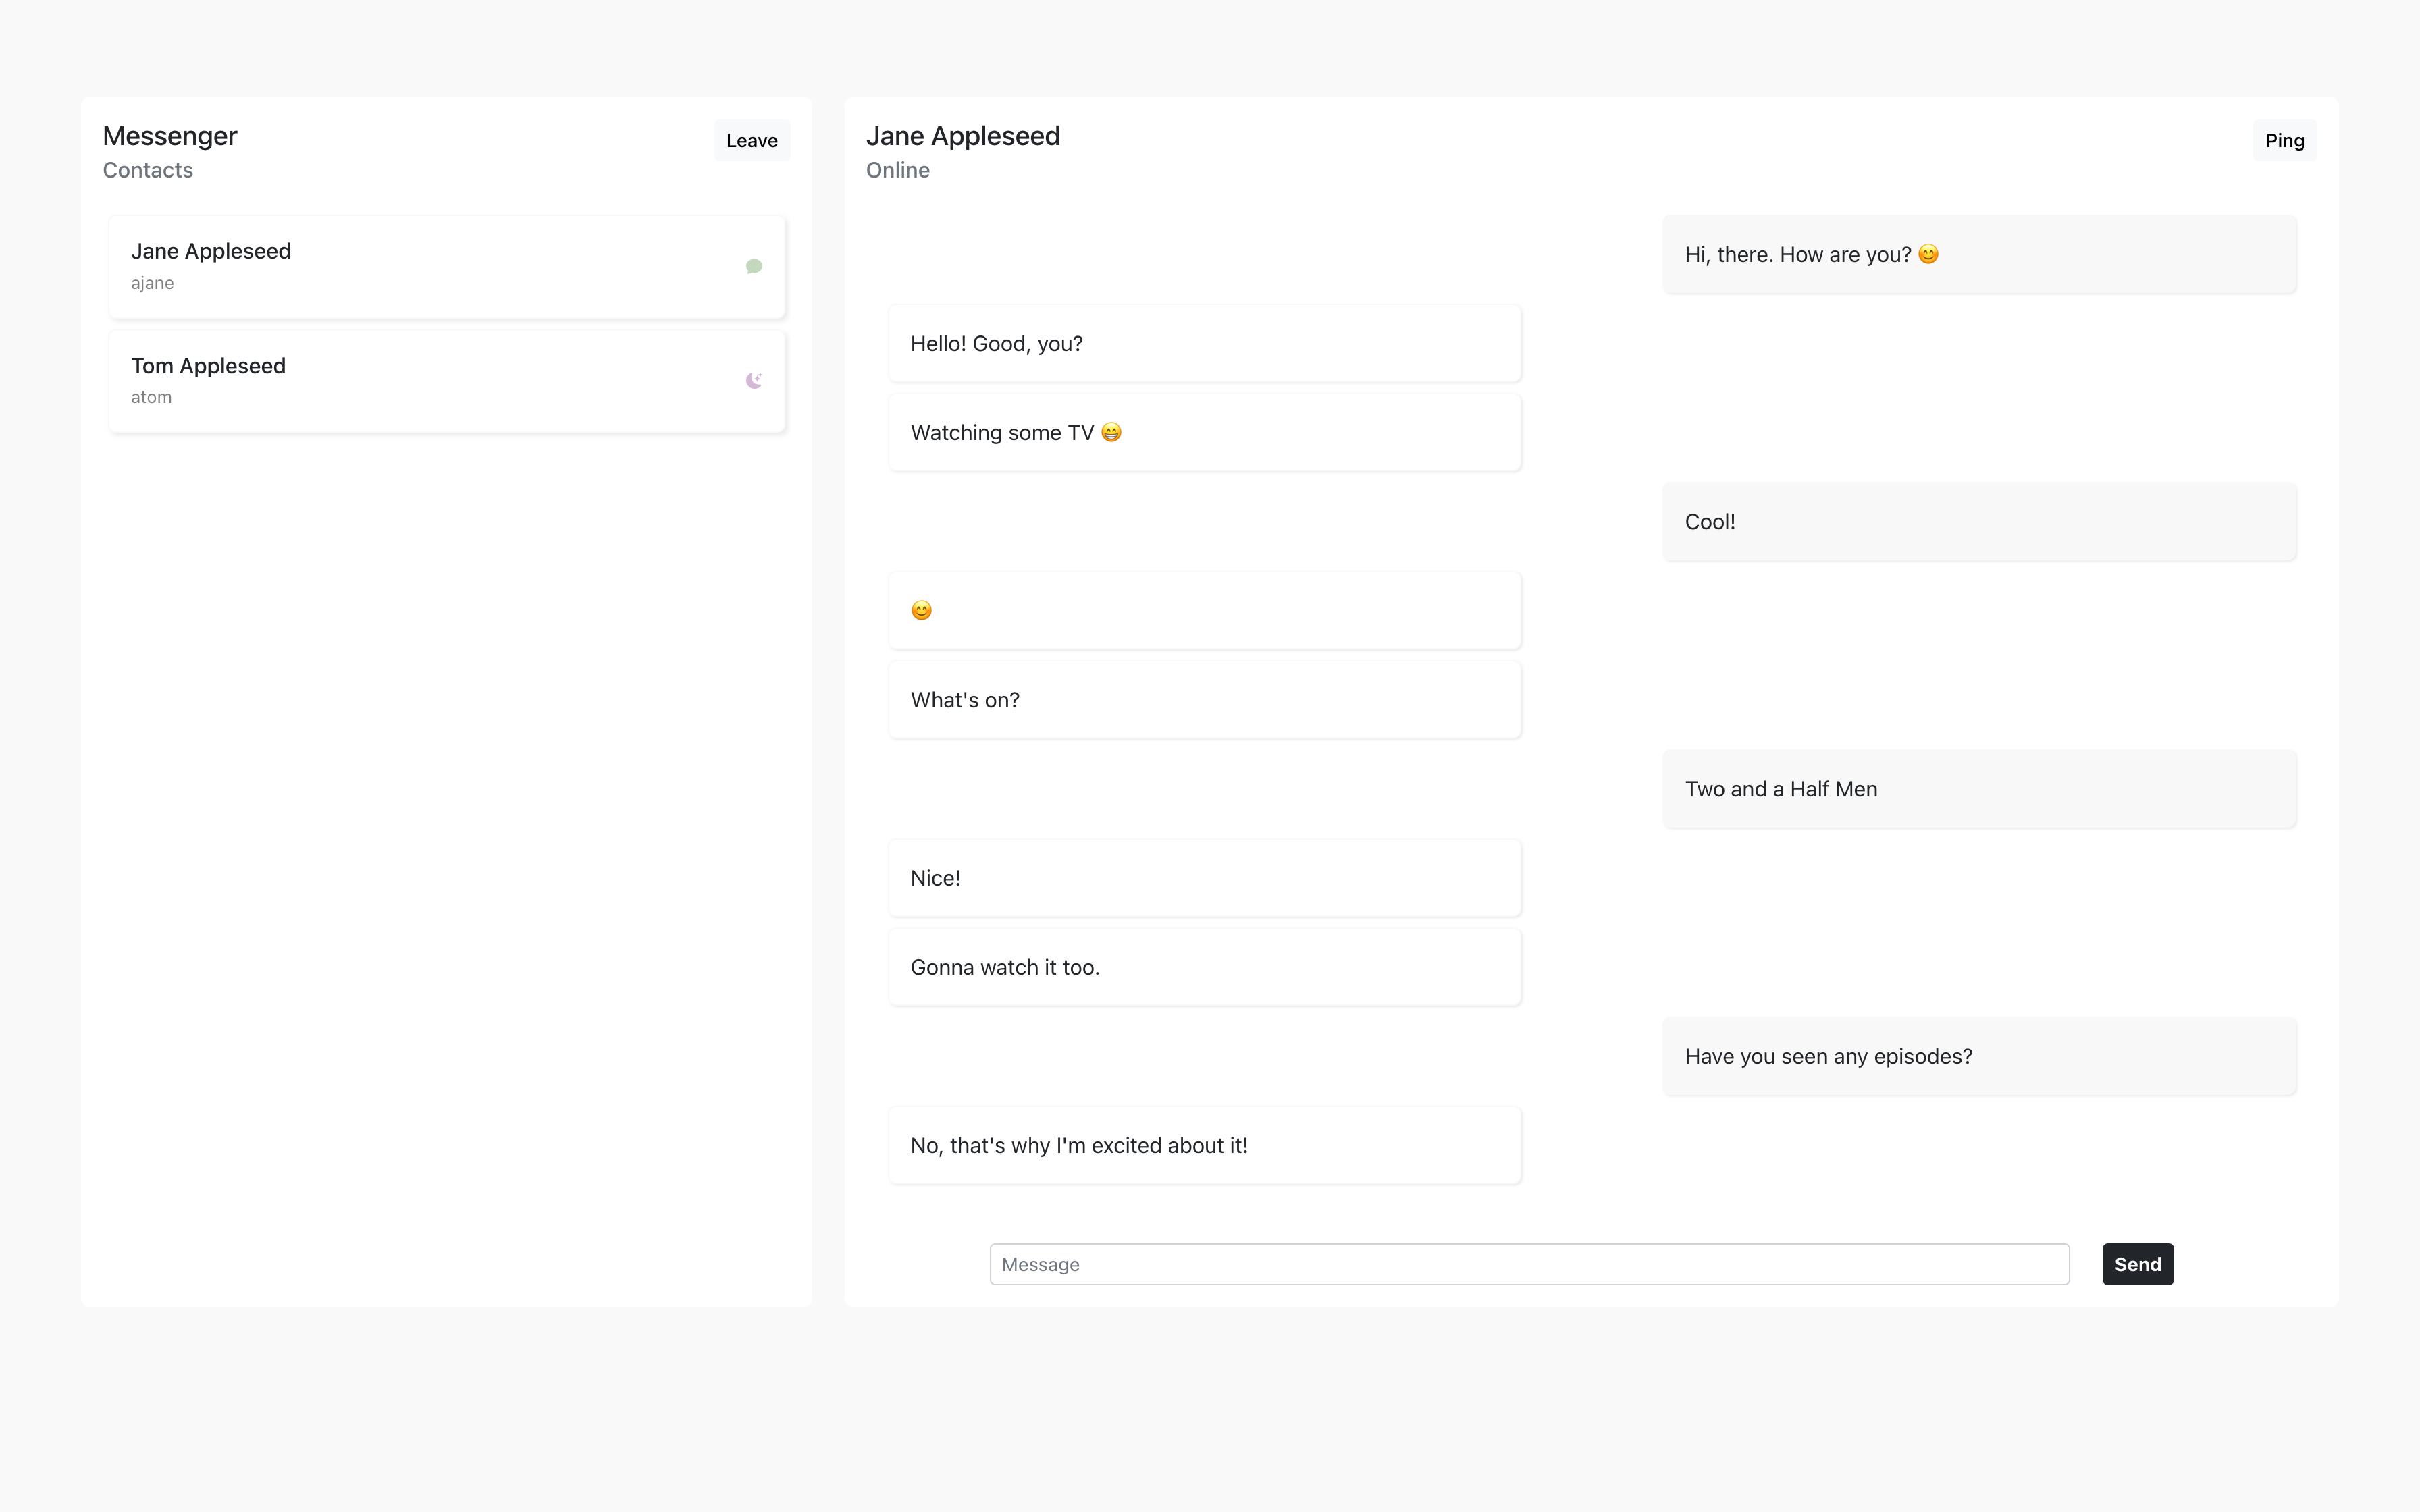 Messenger
Contacts
Leave
Jane Appleseed
ajane
Tom Appleseed
atom
Jane Appleseed
Online
Ping
Hi, there. How are you? 😊
Hello! Good, you?
Watching some TV 😁
Cool!
😊
What's on?
Two and a Half Men
Nice!
Gonna watch it too.
Have you seen any episodes?
No, that's why I'm excited about it!
Message
Send